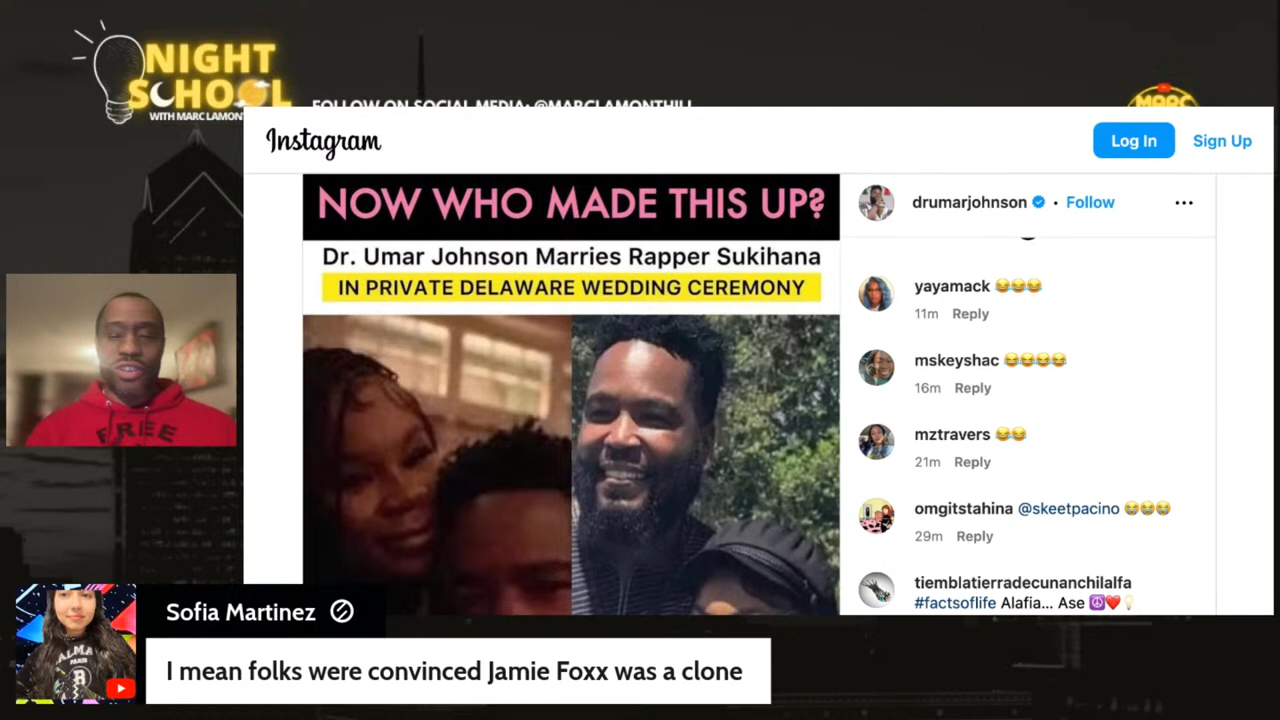 NIGHT
SCHOOL
WITH MARC LAMON
FOLLOW ON SOCIAL MEDIA: @MARCLAMONTHILL
MARC
Instagram
Log In
Sign Up
NOW WHO MADE THIS UP?
Dr. Umar Johnson Marries Rapper Sukihana
IN PRIVATE DELAWARE WEDDING CEREMONY
drumarjohnson • Follow
yayamack 😂😂😂
11m Reply
mskeyshac 😂😂😂😂
16m Reply
mztravers 😂😂
21m Reply
omgitstahina @skeetpacino 😭😭😭
29m Reply
tiemblatierradecunanchilalfa
#factsoflife Alafia... Ase ☮️❤️💡
FREE
Sofia Martinez
I mean folks were convinced Jamie Foxx was a clone